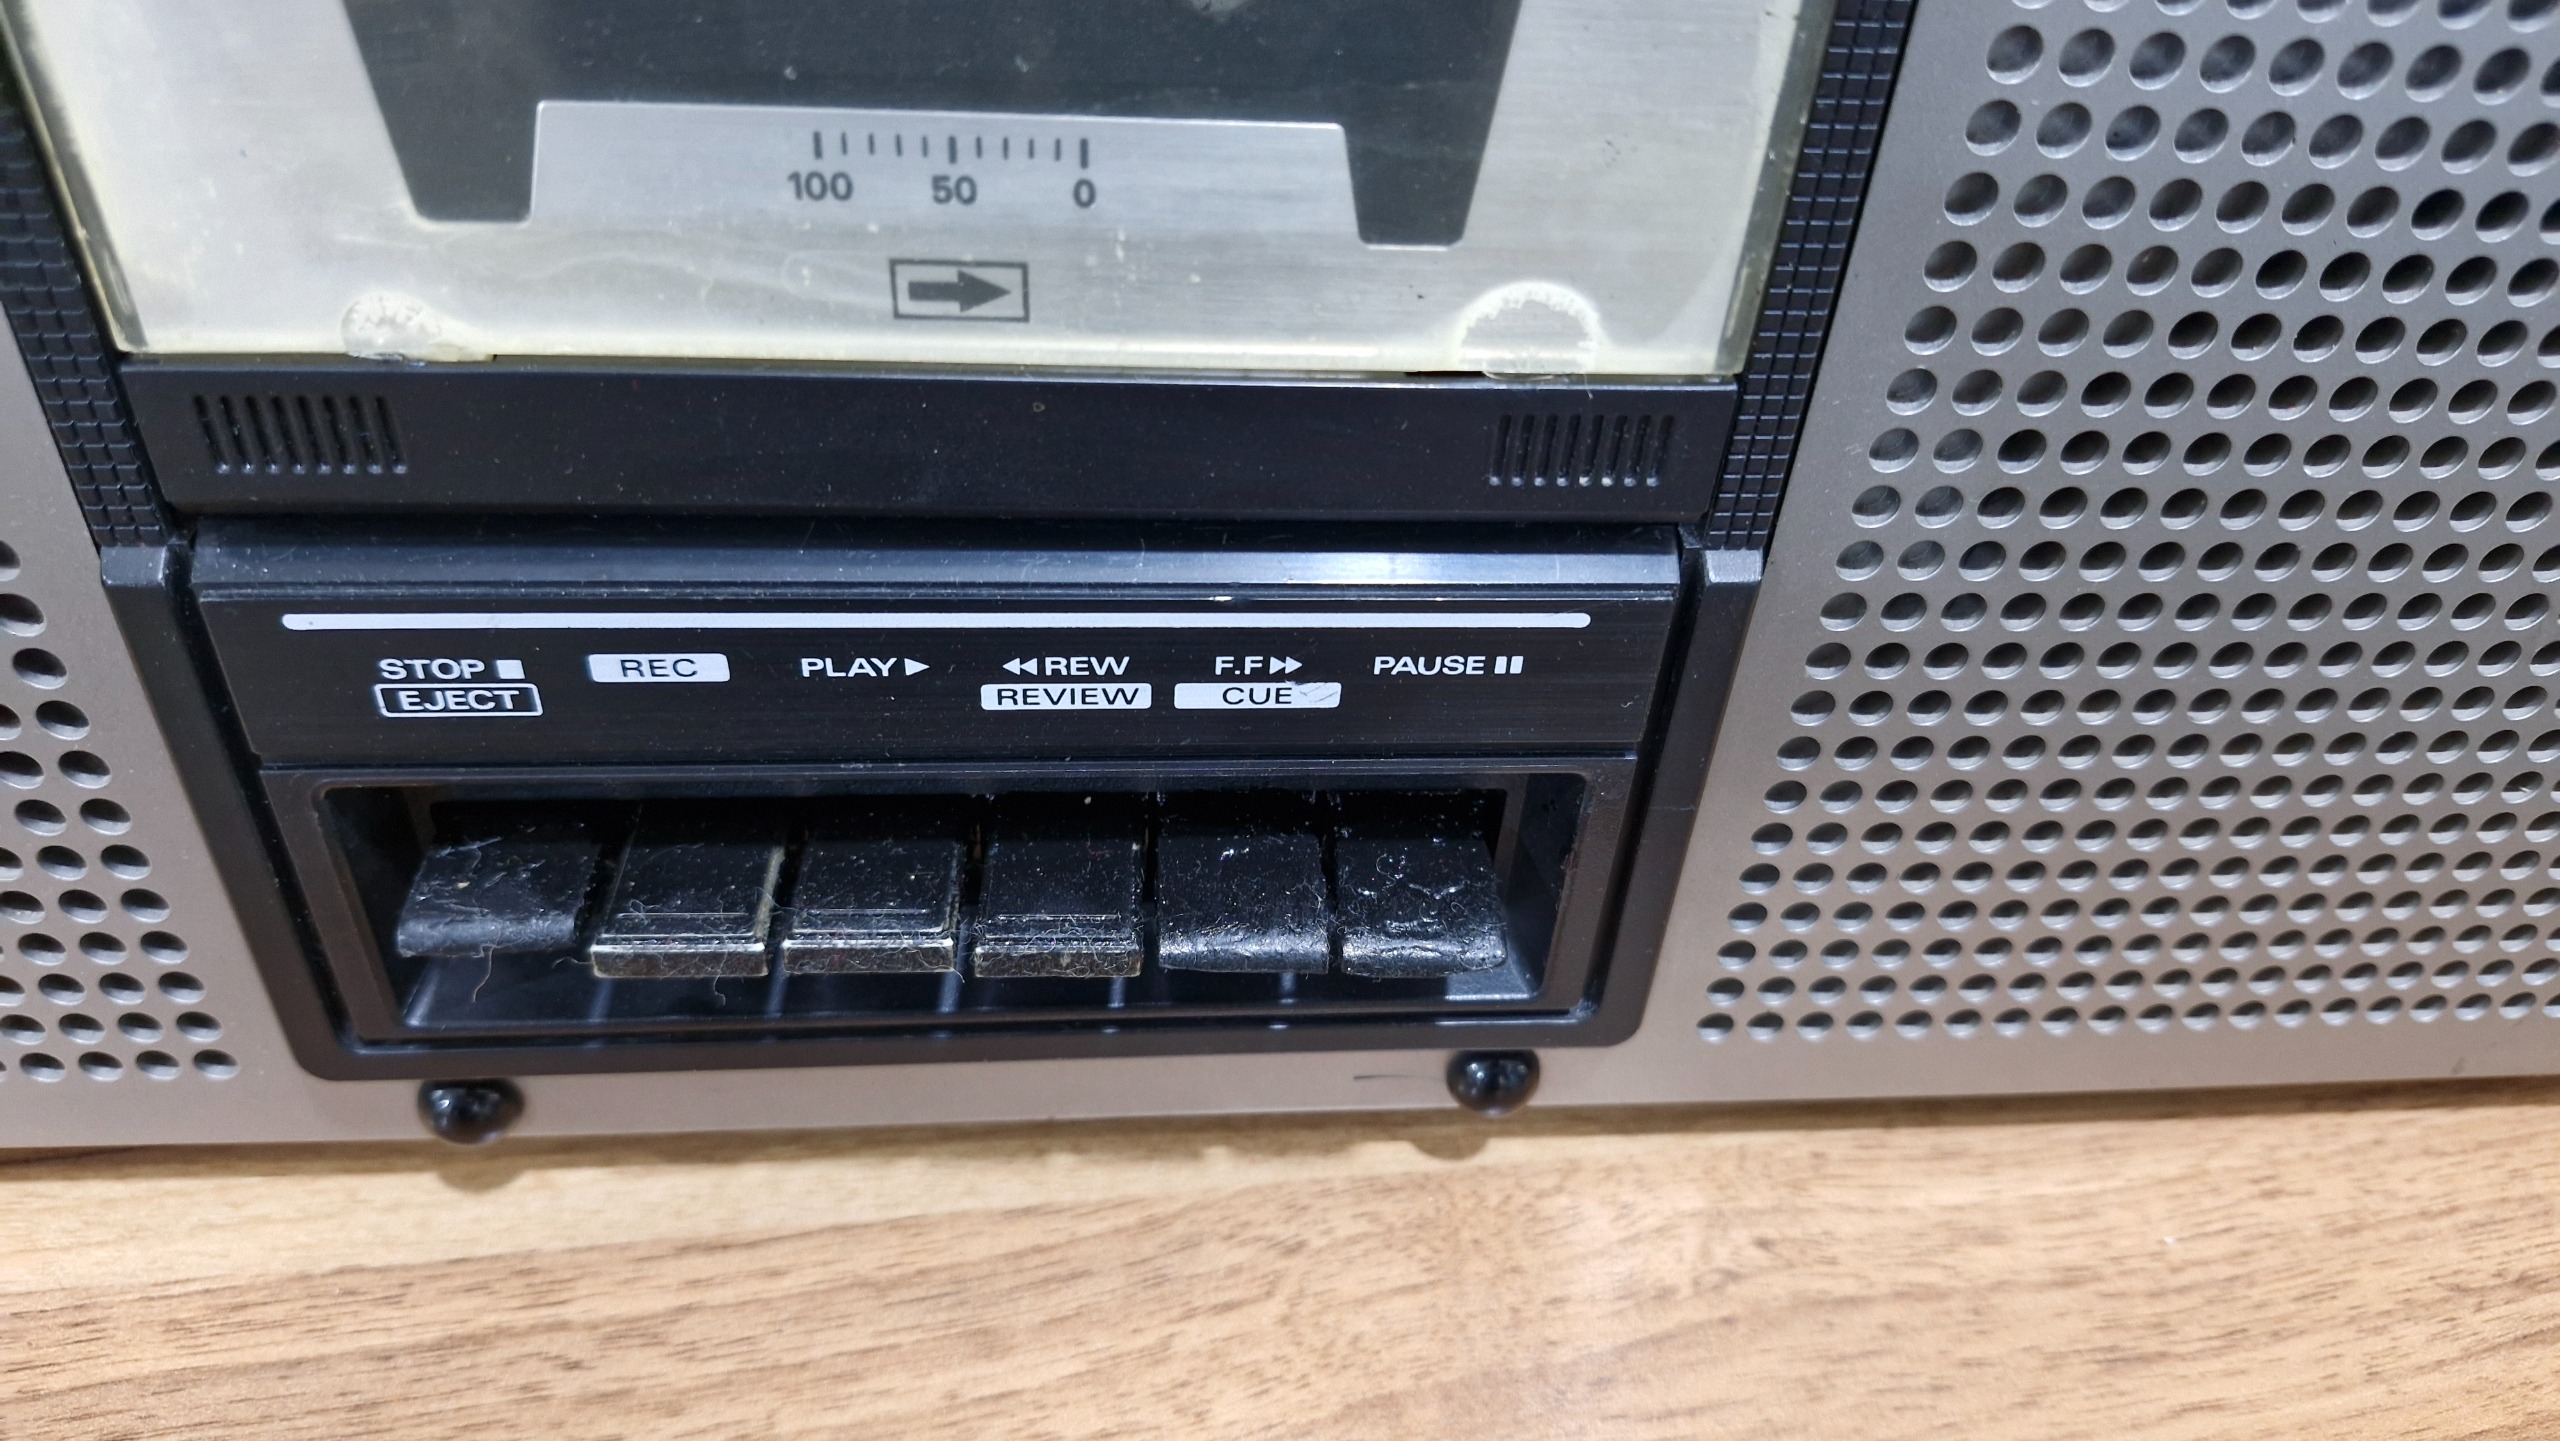 100 50 0
STOP REC PLAY REW F.F PAUSE
EJECT REVIEW CUE